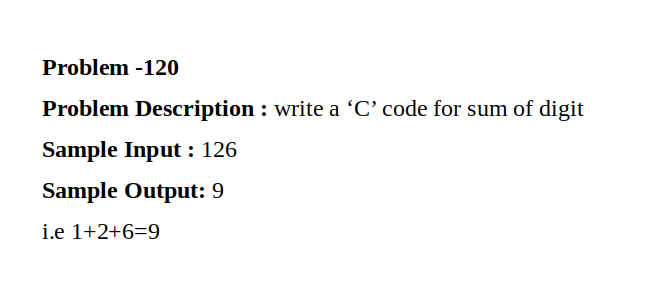 Problem -120
Problem Description : write a ‘C’ code for sum of digit
Sample Input : 126
Sample Output: 9
i.e 1+2+6=9